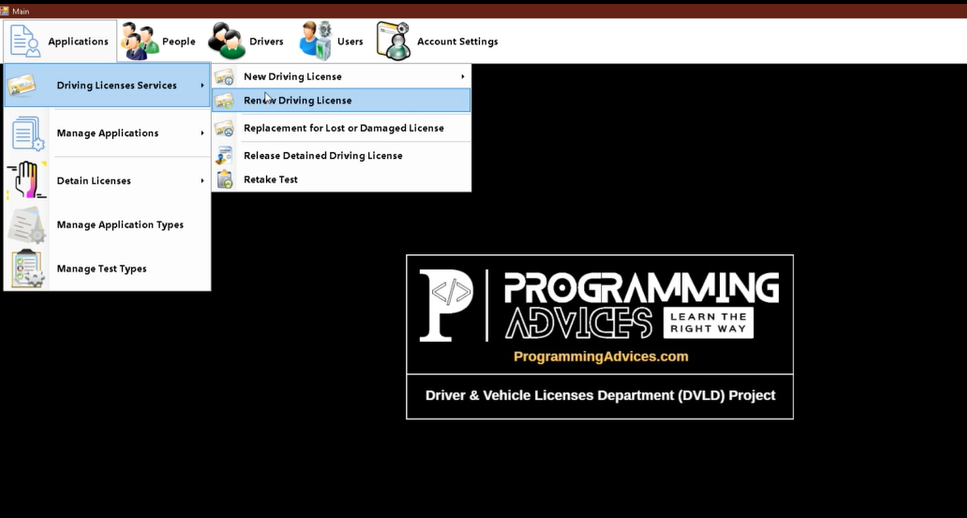 Main
Applications
People
Drivers
Users
Account Settings
Driving Licenses Services
Manage Applications
Detain Licenses
Manage Application Types
Manage Test Types
New Driving License
Renew Driving License
Replacement for Lost or Damaged License
Release Detained Driving License
Retake Test
P </>
PROGRAMMING
ADVICES
LEARN THE
RIGHT WAY
ProgrammingAdvices.com
Driver & Vehicle Licenses Department (DVLD) Project